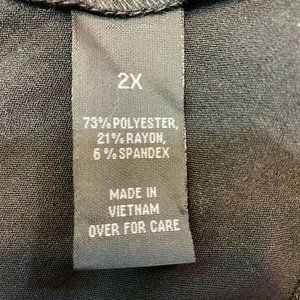 2X
73% POLYESTER,
21% RAYON,
6% SPANDEX
MADE IN
VIETNAM
OVER FOR CARE